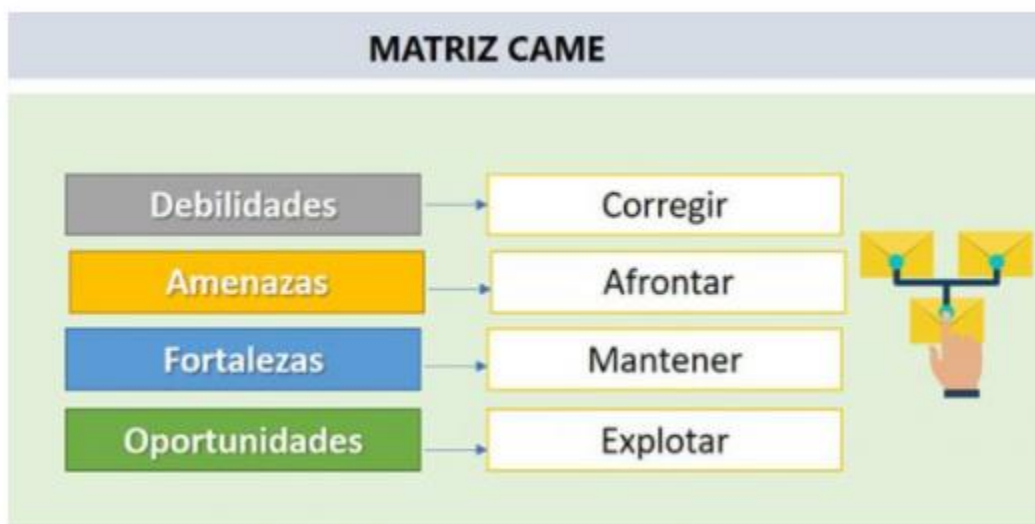 MATRIZ CAME
Debilidades Corregir
Amenazas Afrontar
Fortalezas Mantener
Oportunidades Explotar